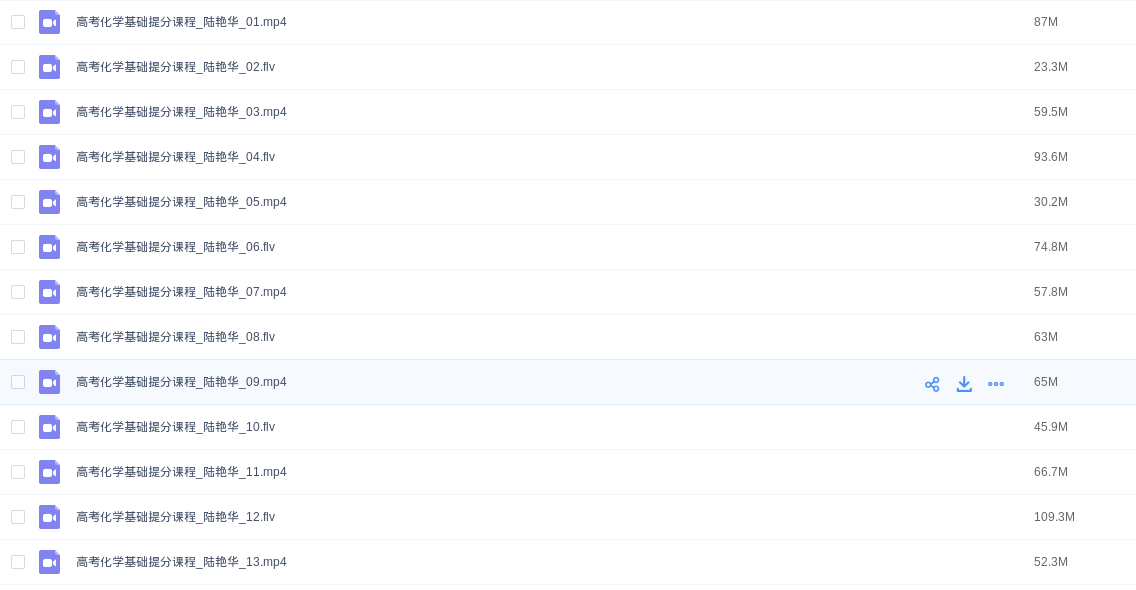 高考化学基础提分课程_陆艳华_01.mp4 87M
高考化学基础提分课程_陆艳华_02.flv 23.3M
高考化学基础提分课程_陆艳华_03.mp4 59.5M
高考化学基础提分课程_陆艳华_04.flv 93.6M
高考化学基础提分课程_陆艳华_05.mp4 30.2M
高考化学基础提分课程_陆艳华_06.flv 74.8M
高考化学基础提分课程_陆艳华_07.mp4 57.8M
高考化学基础提分课程_陆艳华_08.flv 63M
高考化学基础提分课程_陆艳华_09.mp4 65M
高考化学基础提分课程_陆艳华_10.flv 45.9M
高考化学基础提分课程_陆艳华_11.mp4 66.7M
高考化学基础提分课程_陆艳华_12.flv 109.3M
高考化学基础提分课程_陆艳华_13.mp4 52.3M